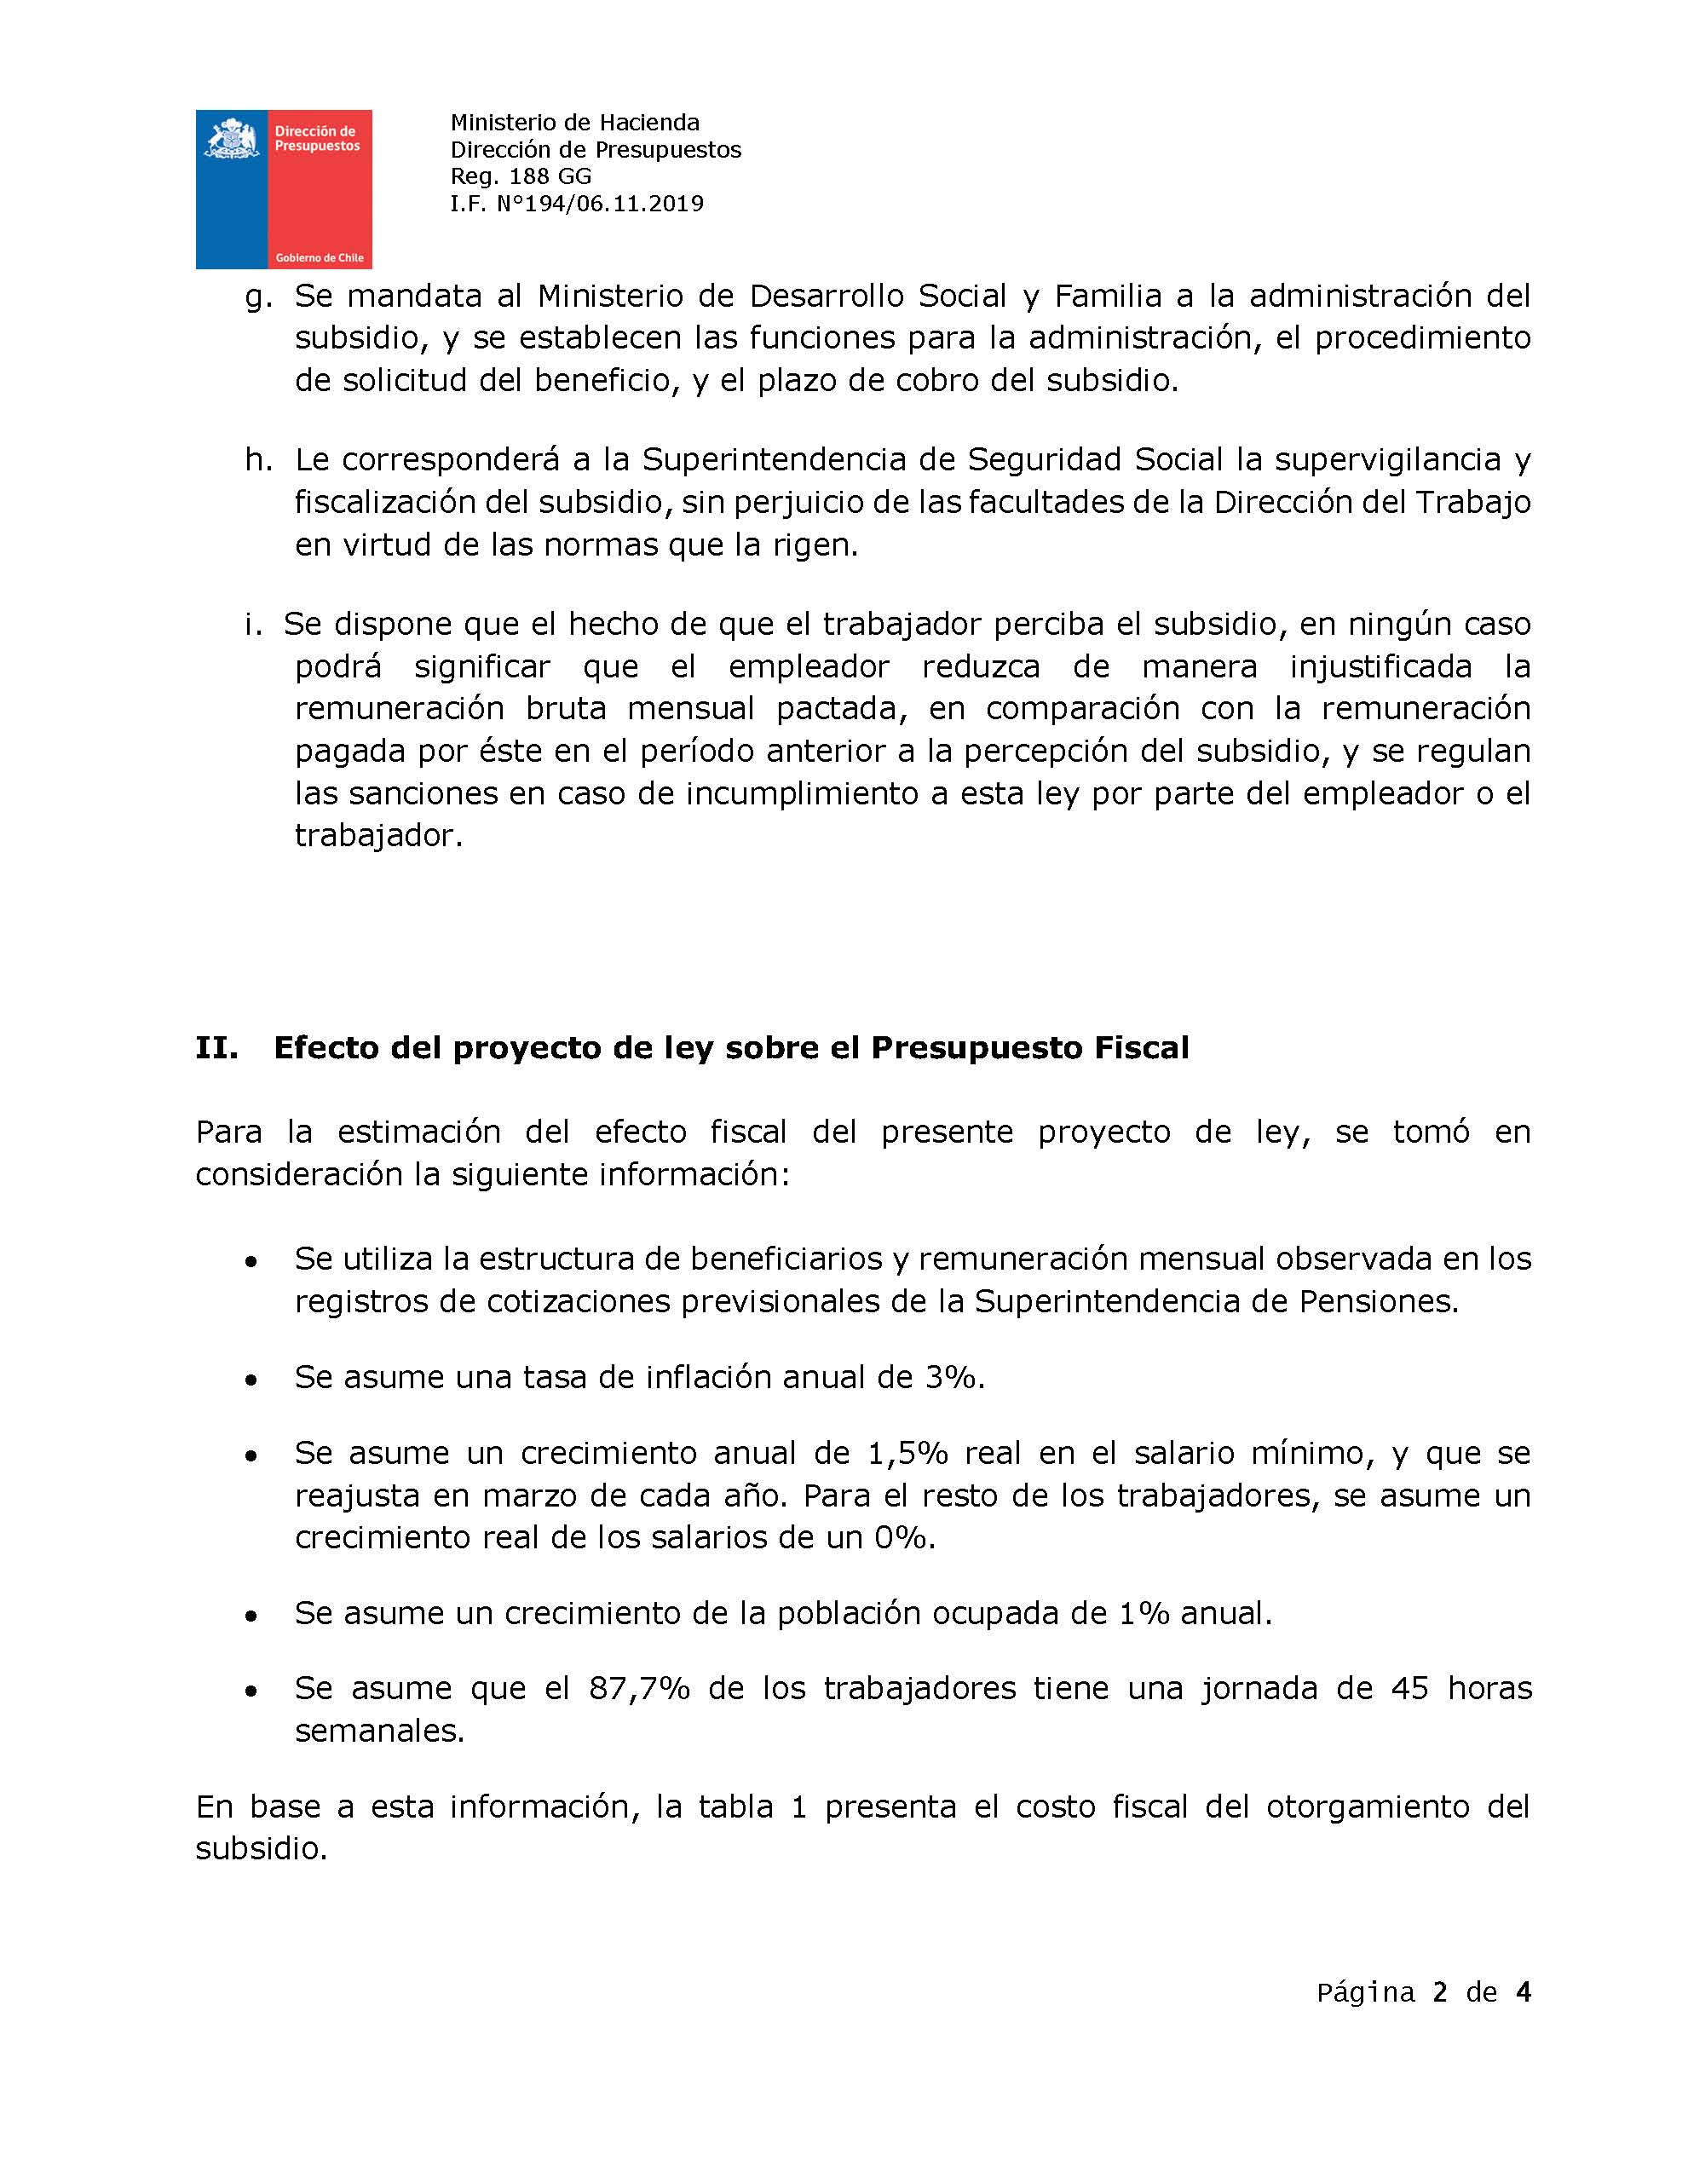 Dirección de
Presupuestos
Gobierno de Chile
Ministerio de Hacienda
Dirección de Presupuestos
Reg. 188 GG
I.F. N°194/06.11.2019
g. Se mandata al Ministerio de Desarrollo Social y Familia a la administración del
subsidio, y se establecen las funciones para la administración, el procedimiento
de solicitud del beneficio, y el plazo de cobro del subsidio.
h. Le corresponderá a la Superintendencia de Seguridad Social la supervigilancia y
fiscalización del subsidio, sin perjuicio de las facultades de la Dirección del Trabajo
en virtud de las normas que la rigen.
i. Se dispone que el hecho de que el trabajador perciba el subsidio, en ningún caso
podrá significar que el empleador reduzca de manera injustificada la
remuneración bruta mensual pactada, en comparación con la remuneración
pagada por éste en el período anterior a la percepción del subsidio, y se regulan
las sanciones en caso de incumplimiento a esta ley por parte del empleador o el
trabajador.
II. Efecto del proyecto de ley sobre el Presupuesto Fiscal
Para la estimación del efecto fiscal del presente proyecto de ley, se tomó en
consideración la siguiente información:
• Se utiliza la estructura de beneficiarios y remuneración mensual observada en los
registros de cotizaciones previsionales de la Superintendencia de Pensiones.
• Se asume una tasa de inflación anual de 3%.
• Se asume un crecimiento anual de 1,5% real en el salario mínimo, y que se
reajusta en marzo de cada año. Para el resto de los trabajadores, se asume un
crecimiento real de los salarios de un 0%.
• Se asume un crecimiento de la población ocupada de 1% anual.
• Se asume que el 87,7% de los trabajadores tiene una jornada de 45 horas
semanales.
En base a esta información, la tabla 1 presenta el costo fiscal del otorgamiento del
subsidio.
Página 2 de 4